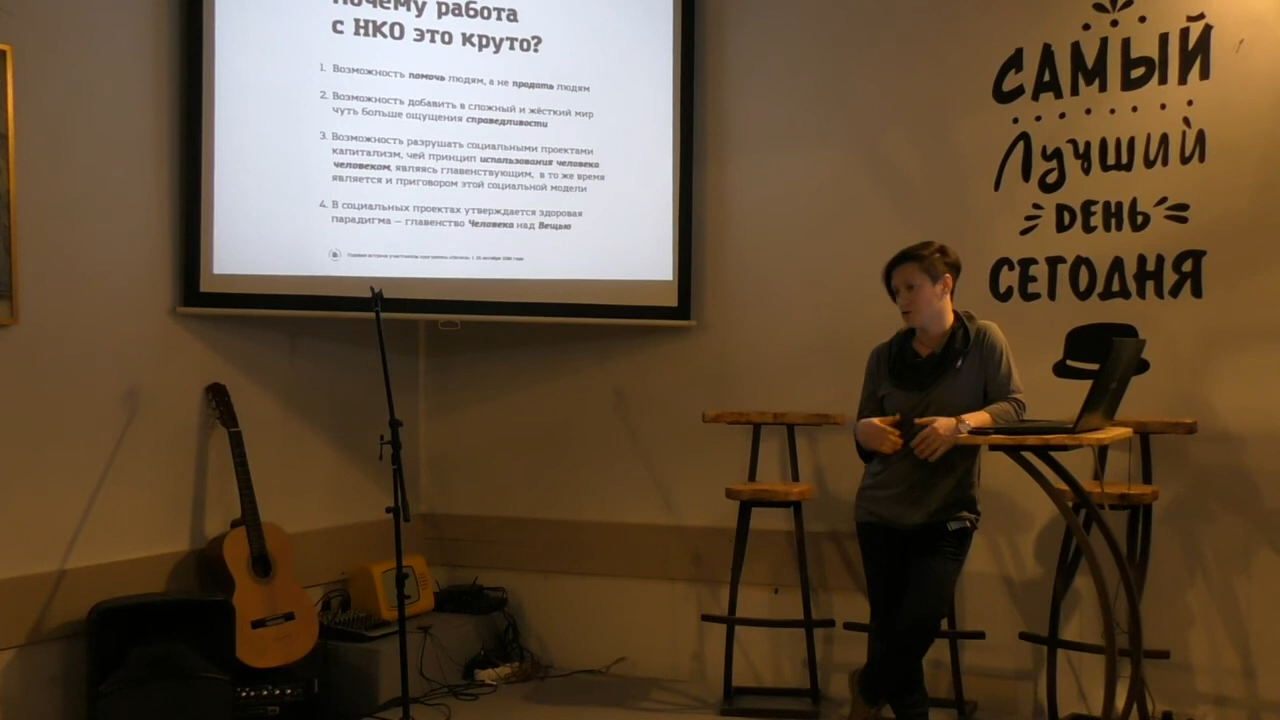 Почему работа
с НКО это круто?
1. Возможность помочь людям, а не продать людям
2. Возможность добавить в сложный и жёсткий мир
чуть больше ощущения справедливости
3. Возможность разрушать социальными проектами
капитализм, чей принцип использования человека
человеком, являясь главенствующим, в то же время
является и приговором этой социальной модели
4. В социальных проектах утверждается здоровая
парадигма – главенство Человека над Вещью
САМЫЙ
Лучший
ДЕНЬ
СЕГОДНЯ